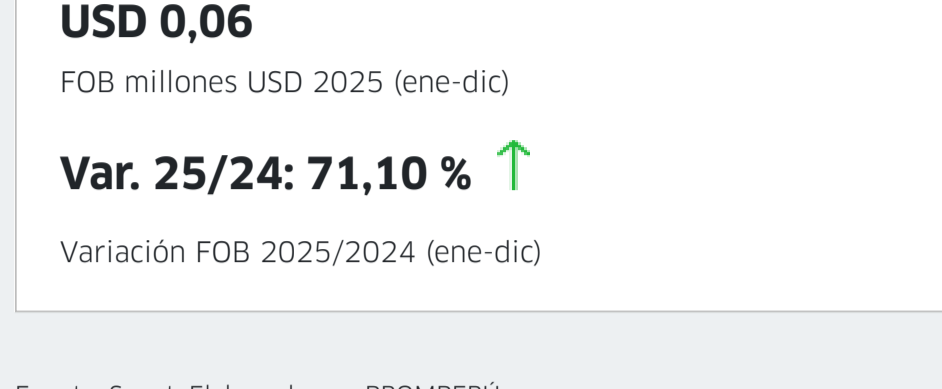 USD 0,06
FOB millones USD 2025 (ene-dic)
Var. 25/24: 71,10 %
Variación FOB 2025/2024 (ene-dic)
PROMPERÚ